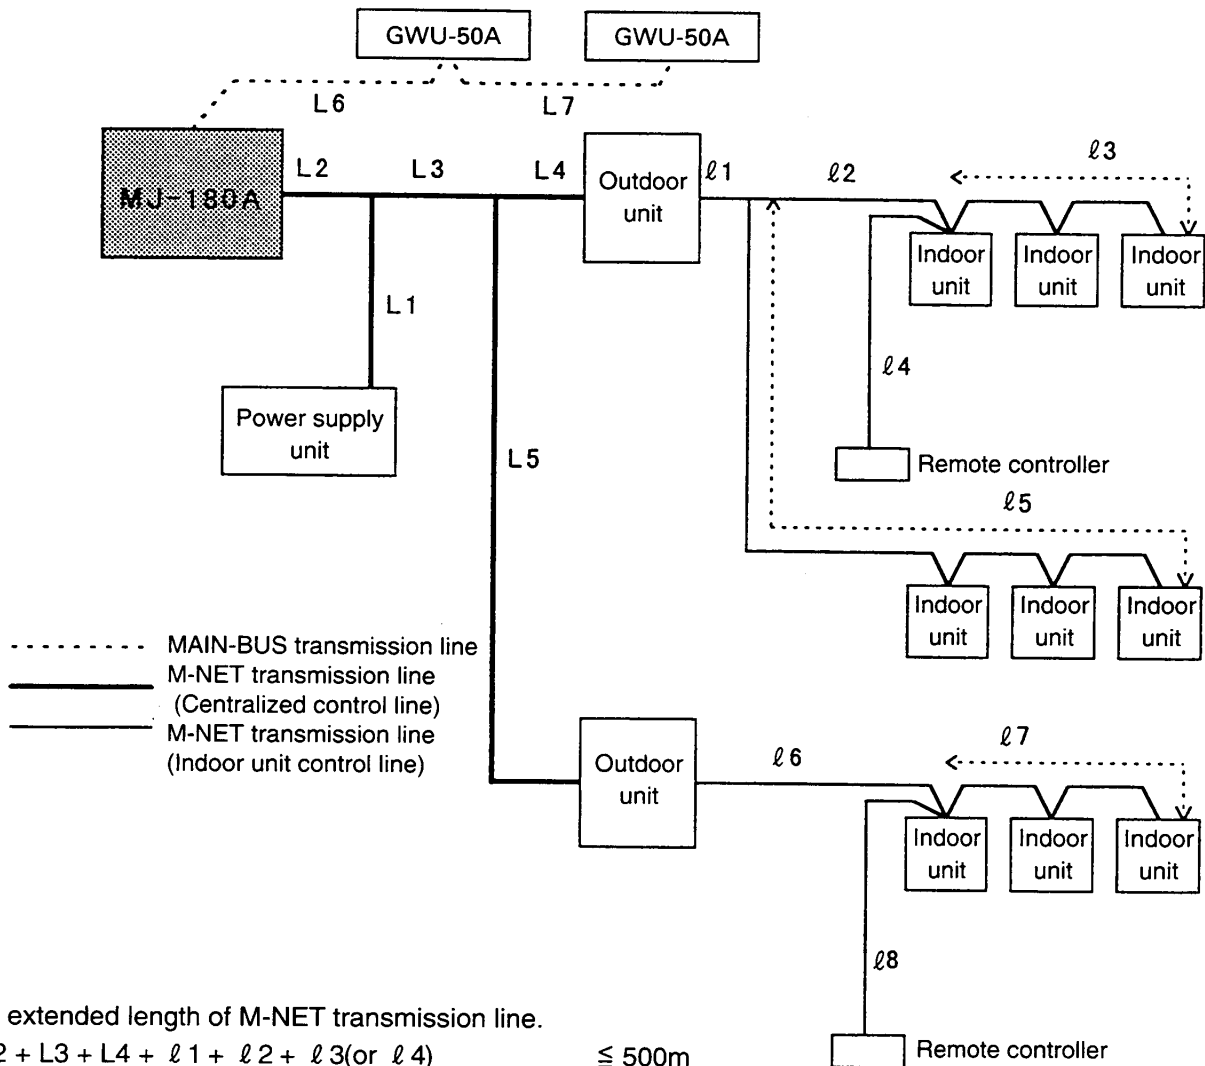 GWU-50A
GWU-50A
L6
L7
MJ-180A
L2
L3
L4
Outdoor
unit
ℓ1
ℓ2
ℓ3
Indoor
unit
Indoor
unit
Indoor
unit
L1
ℓ4
Power supply
unit
L5
Remote controller
ℓ5
Indoor
unit
Indoor
unit
Indoor
unit
MAIN-BUS transmission line
M-NET transmission line
(Centralized control line)
M-NET transmission line
(Indoor unit control line)
Outdoor
unit
ℓ6
ℓ7
Indoor
unit
Indoor
unit
Indoor
unit
ℓ8
Remote controller
extended length of M-NET transmission line.
2 + L3 + L4 + ℓ1 + ℓ2 + ℓ3(or ℓ4) ≦ 500m